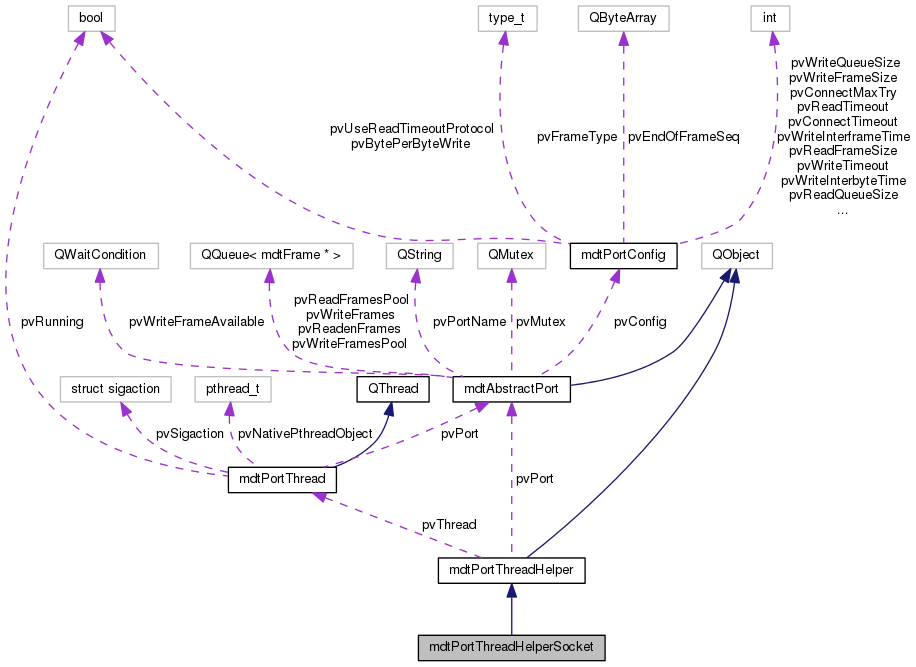 bool
type_t
QByteArray
int
pvWriteQueueSize
pvWriteFrameSize
pvConnectMaxTry
pvReadTimeout
pvConnectTimeout
pvWriteInterframeTime
pvReadFrameSize
pvWriteTimeout
pvWriteInterbyteTime
pvReadQueueSize
...
pvUseReadTimeoutProtocol
pvBytePerByteWrite
pvFrameType
pvEndOfFrameSeq
QWaitCondition
QQueue< mdtFrame * >
QString
QMutex
mdtPortConfig
QObject
pvRunning
pvWriteFrameAvailable
pvReadFramesPool
pvWriteFrames
pvReadenFrames
pvWriteFramesPool
pvPortName
pvMutex
pvConfig
struct sigaction
pthread_t
QThread
mdtAbstractPort
pvSigaction
pvNativePthreadObject
pvPort
mdtPortThread
pvPort
pvThread
mdtPortThreadHelper
mdtPortThreadHelperSocket